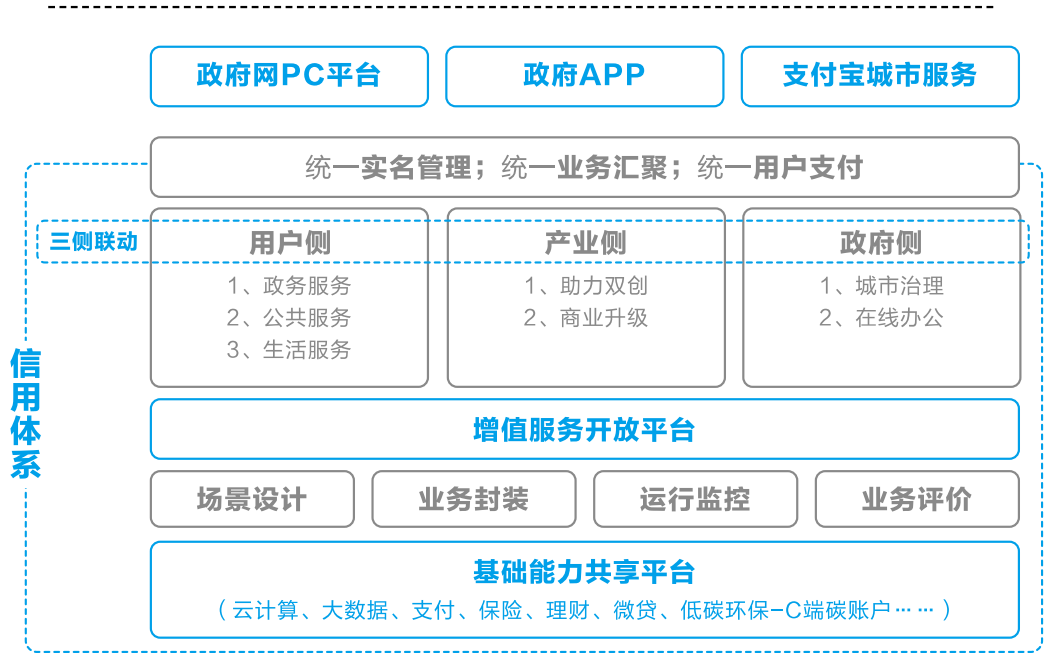 政府网PC平台
政府APP
支付宝城市服务
统一实名管理；统一业务汇聚；统一用户支付
三侧联动
用户侧
产业侧
政府侧
1、政务服务
2、公共服务
3、生活服务
1、助力双创
2、商业升级
1、城市治理
2、在线办公
信用体系
增值服务开放平台
场景设计
业务封装
运行监控
业务评价
基础能力共享平台
（云计算、大数据、支付、保险、理财、微贷、低碳环保-C端碳账户……）